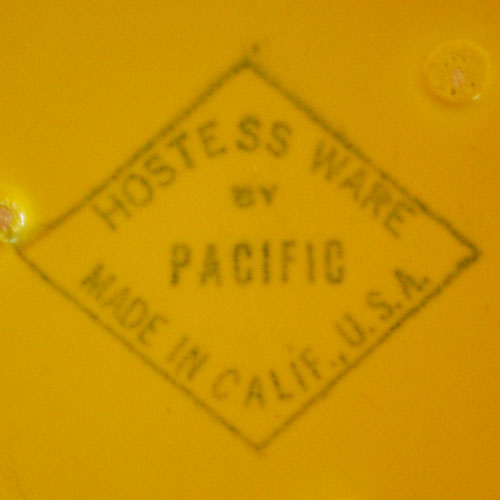 HOSTESS WARE
BY
PACIFIC
MADE IN CALIF., U.S.A.